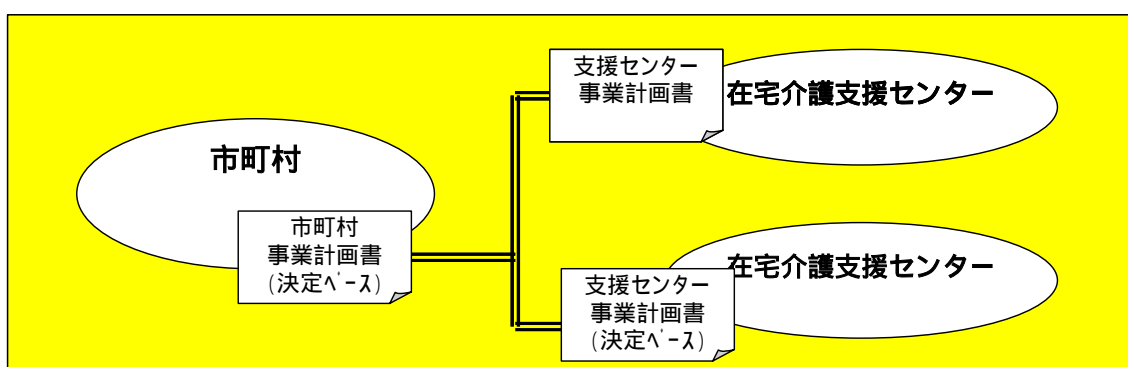 支援センター
事業計画書
在宅介護支援センター
市町村
市町村
事業計画書
(決定ﾍﾞｰｽ)
在宅介護支援センター
支援センター
事業計画書
(決定ﾍﾞｰｽ)